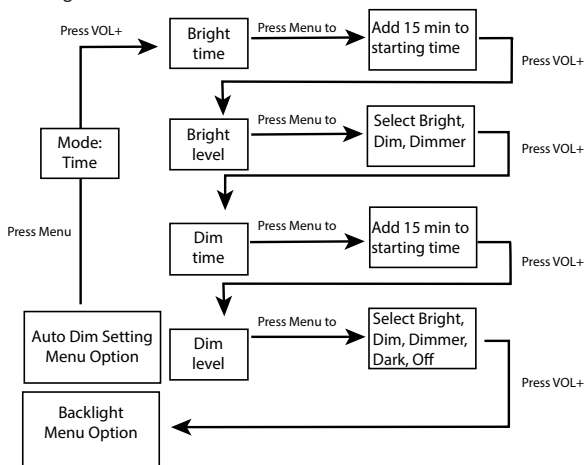 Press VOL+
Bright
time
Press Menu to
Add 15 min to
starting time
Press VOL+
Mode:
Time
Bright
level
Press Menu to
Select Bright,
Dim, Dimmer
Press VOL+
Press Menu
Dim
time
Press Menu to
Add 15 min to
starting time
Press VOL+
Auto Dim Setting
Menu Option
Dim
level
Press Menu to
Select Bright,
Dim, Dimmer,
Dark, Off
Press VOL+
Backlight
Menu Option